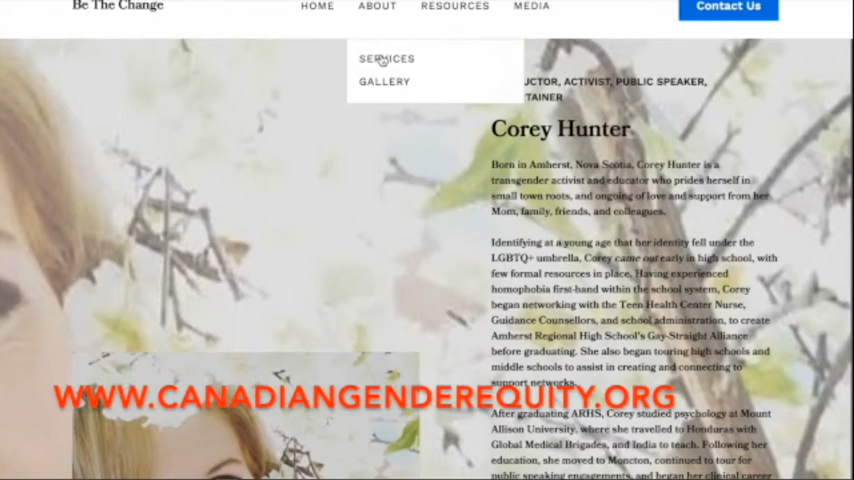 Be The Change
HOME ABOUT RESOURCES MEDIA
Contact Us
SERVICES
GALLERY
ACTIVIST, PUBLIC SPEAKER,
Corey Hunter
Born in Amherst, Nova Scotia, Corey Hunter is a
transgender activist and educator who prides herself in
small town roots, and ongoing of love and support from her
Mom, family, friends, and colleagues.
Identifying at a young age that her identity fell under the
LGBTQ+ umbrella, Corey came out early in high school, with
few formal resources in place. Having experienced
homophobia first-hand within the school system, Corey
began networking with the Teen Health Center Nurse,
Guidance Counsellors, and school administration, to create
Amherst Regional High School's Gay-Straight Alliance
before graduating. She also began touring high schools and
middle schools to assist in creating and connecting to
support networks.
WWW.CANADIANGENDEREQUITY.ORG
After graduating ARHS, Corey studied psychology at Mount
Allison University, where she travelled to Honduras with
Global Medical Brigades, and India to teach. Following her
education, she moved to Moncton, continued to tour for
public speaking engagements, and began her clinical career